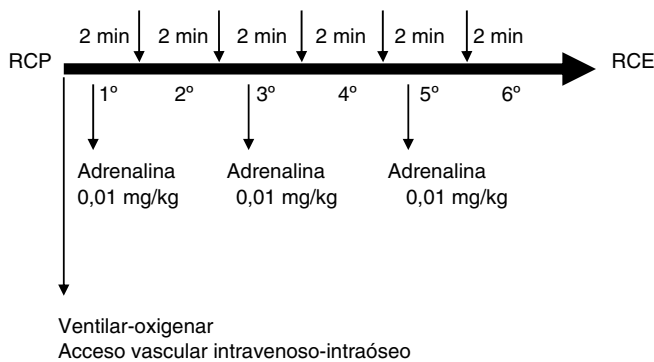 2 min 2 min 2 min 2 min 2 min 2 min
RCP RCE
1º 2º 3º 4º 5º 6º
Adrenalina Adrenalina Adrenalina
0,01 mg/kg 0,01 mg/kg 0,01 mg/kg
Ventilar-oxigenar
Acceso vascular intravenoso-intraóseo